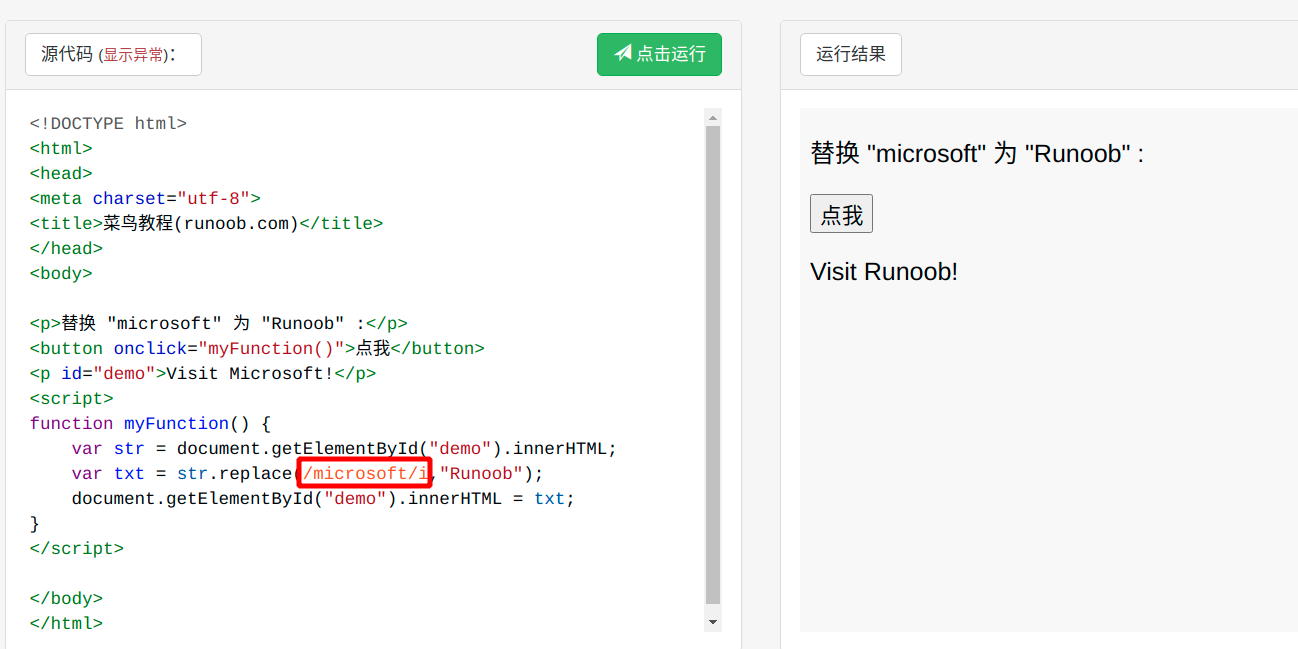 源代码 (显示异常)：
点击运行
<!DOCTYPE html>
<html>
<head>
<meta charset="utf-8">
<title>菜鸟教程(runoob.com)</title>
</head>
<body>
<p>替换 "microsoft" 为 "Runoob" :</p>
<button onclick="myFunction()">点我</button>
<p id="demo">Visit Microsoft!</p>
<script>
function myFunction() {
    var str = document.getElementById("demo").innerHTML;
    var txt = str.replace(/microsoft/i,"Runoob");
    document.getElementById("demo").innerHTML = txt;
}
</script>
</body>
</html>
运行结果
替换 "microsoft" 为 "Runoob" :
点我
Visit Runoob!